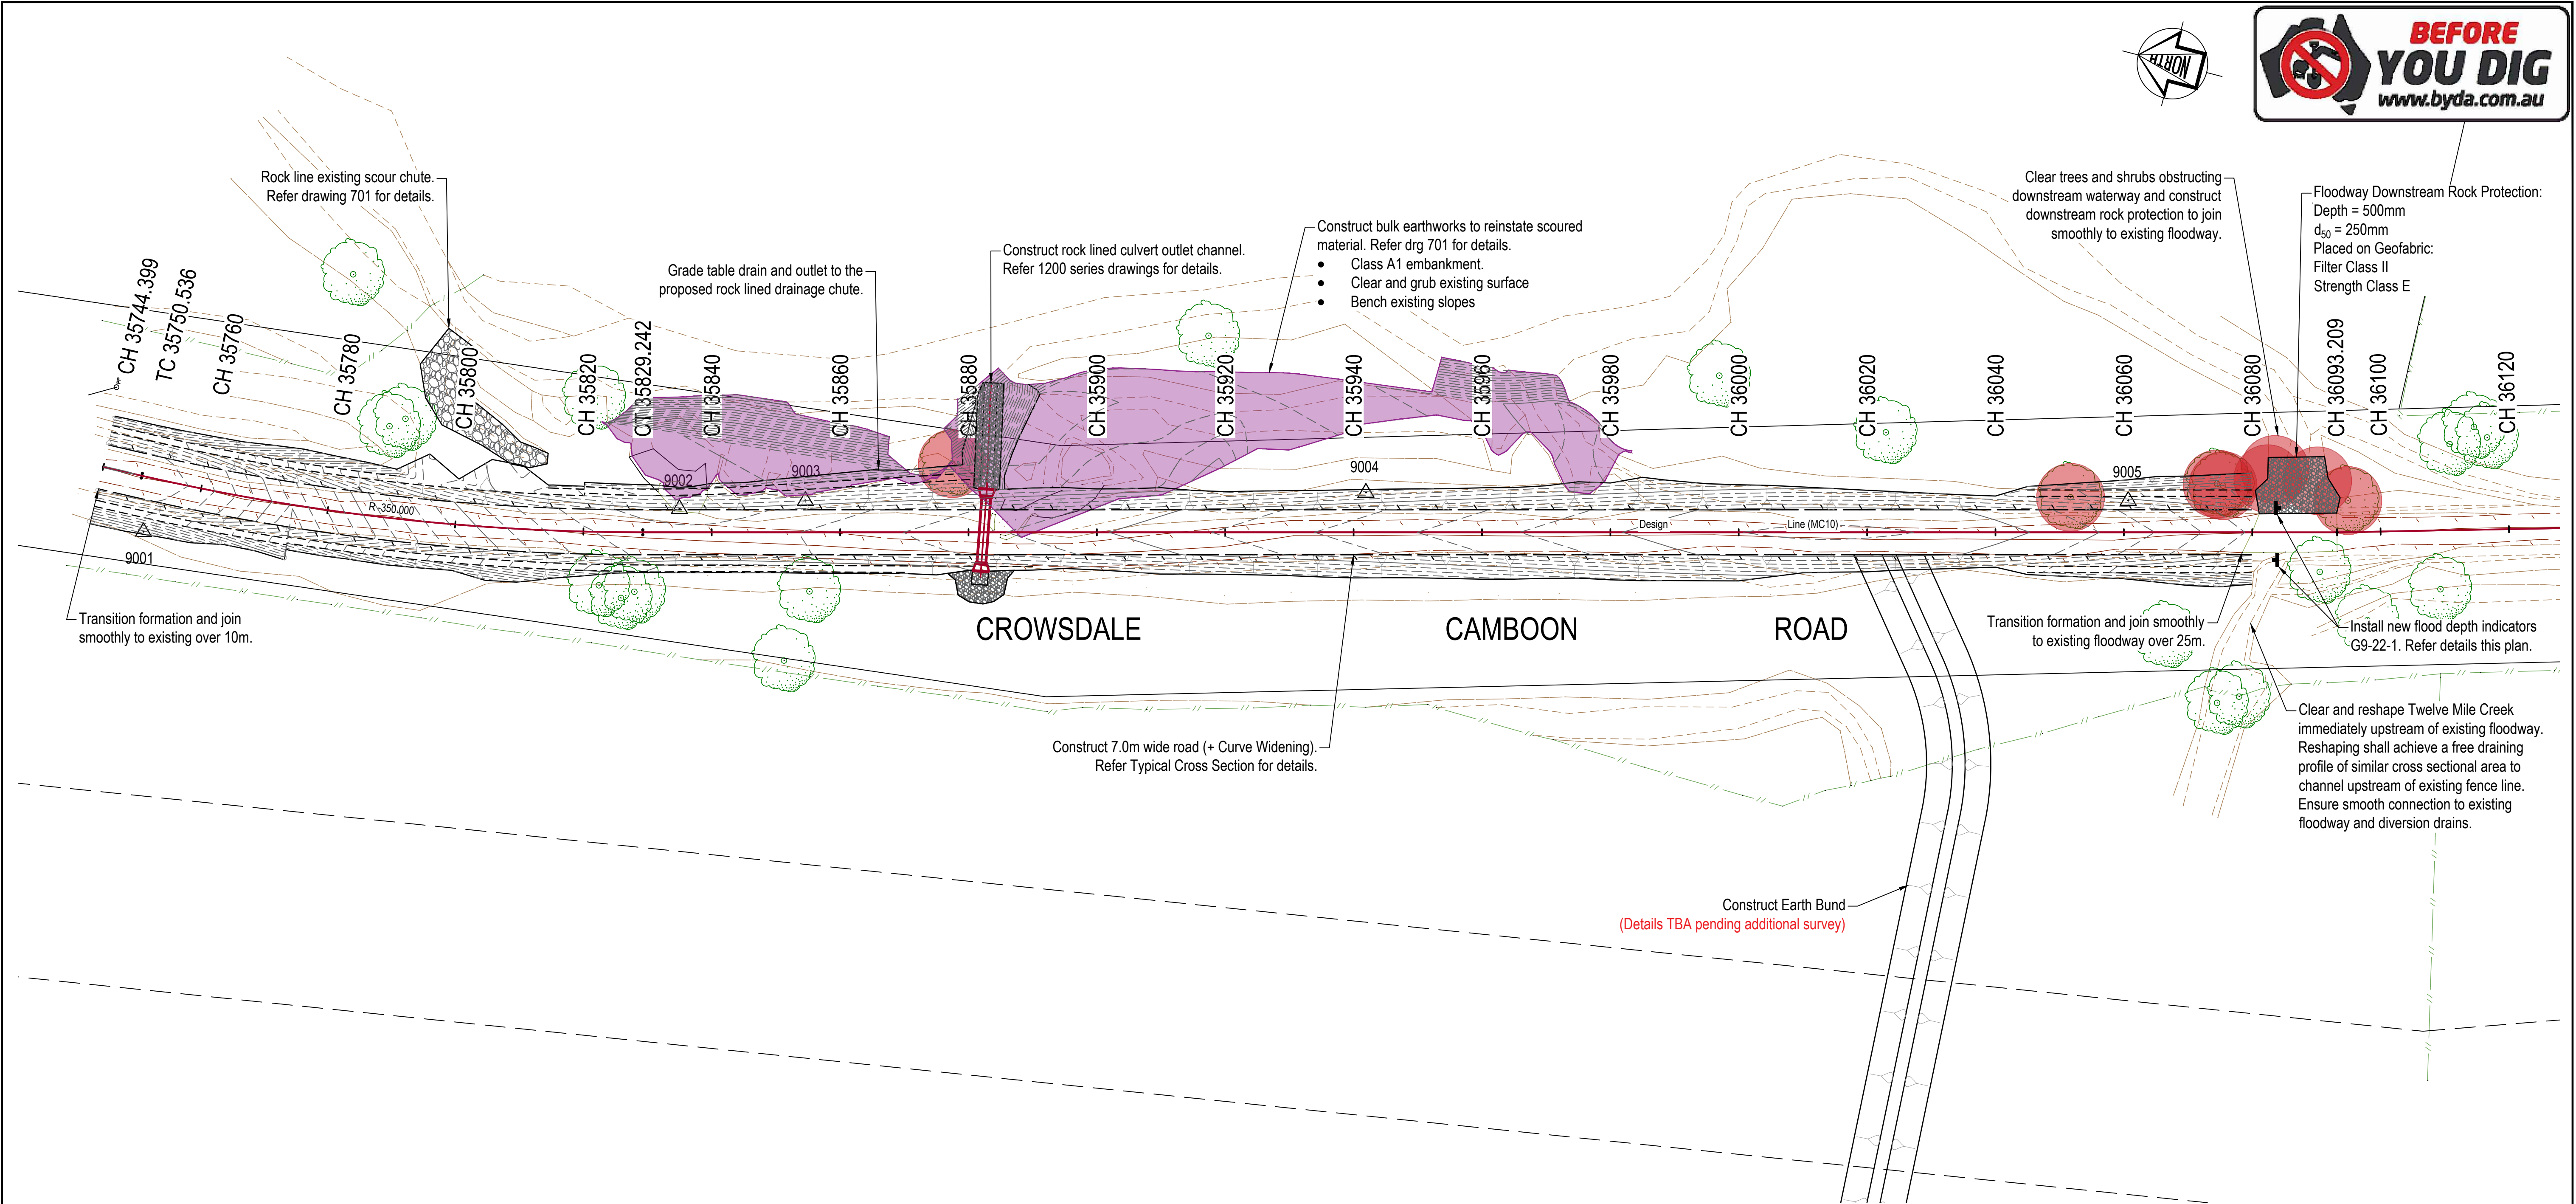 BEFORE
YOU DIG
www.byda.com.au
NORTH
Rock line existing scour chute.
Refer drawing 701 for details.
Grade table drain and outlet to the
proposed rock lined drainage chute.
Construct rock lined culvert outlet channel.
Refer 1200 series drawings for details.
Construct bulk earthworks to reinstate scoured
material. Refer drg 701 for details.
• Class A1 embankment.
• Clear and grub existing surface
• Bench existing slopes
Clear trees and shrubs obstructing
downstream waterway and construct
downstream rock protection to join
smoothly to existing floodway.
Floodway Downstream Rock Protection:
Depth = 500mm
d50 = 250mm
Placed on Geofabric:
Filter Class II
Strength Class E
CH 35744.399
TC 35750.536
CH 35760
CH 35780
CH 35800
CH 35820
CT 35829.242
CH 35840
CH 35860
CH 35880
CH 35900
CH 35920
CH 35940
CH 35960
CH 35980
CH 36000
CH 36020
CH 36040
CH 36060
CH 36080
CH 36093.209
CH 36100
CH 36120
9002
9003
9004
9005
R -350.000
Design
Line (MC10)
9001
Transition formation and join
smoothly to existing over 10m.
CROWSDALE
CAMBOON
ROAD
Transition formation and join smoothly
to existing floodway over 25m.
Install new flood depth indicators
G9-22-1. Refer details this plan.
Construct 7.0m wide road (+ Curve Widening).
Refer Typical Cross Section for details.
Clear and reshape Twelve Mile Creek
immediately upstream of existing floodway.
Reshaping shall achieve a free draining
profile of similar cross sectional area to
channel upstream of existing fence line.
Ensure smooth connection to existing
floodway and diversion drains.
Construct Earth Bund
(Details TBA pending additional survey)